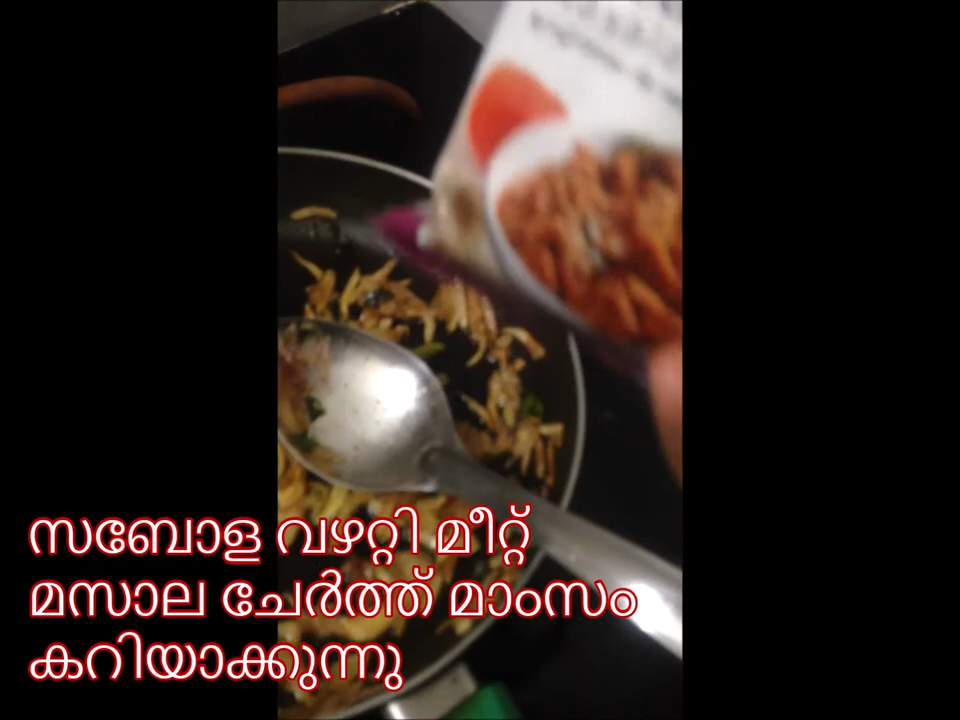 സബോള വഴറ്റി മീറ്റ്
മസാല ചേർത്ത് മാംസം
കറിയാക്കുന്നു